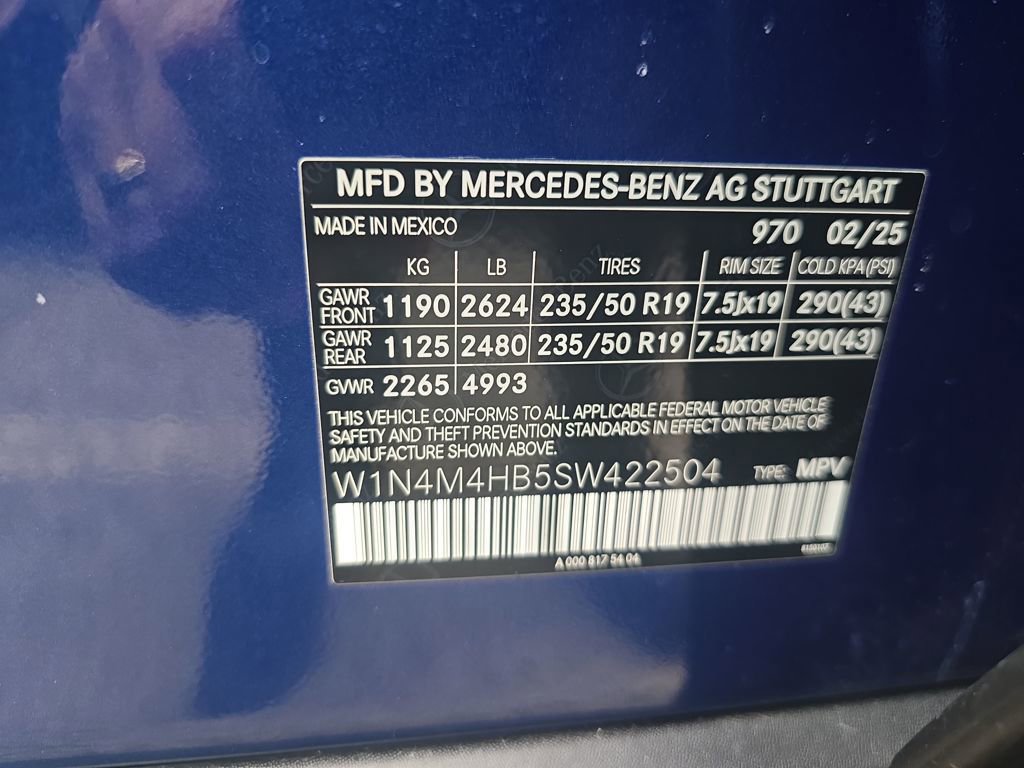 MFD BY MERCEDES-BENZ AG STUTTGART
MADE IN MEXICO 970 02/25
KG LB TIRES RIM SIZE COLD KPA (PSI)
GAWR FRONT 1190 2624 235/50 R19 7.5Jx19 290(43)
GAWR REAR 1125 2480 235/50 R19 7.5Jx19 290(43)
GVWR 2265 4993
THIS VEHICLE CONFORMS TO ALL APPLICABLE FEDERAL MOTOR VEHICLE
SAFETY AND THEFT PREVENTION STANDARDS IN EFFECT ON THE DATE OF
MANUFACTURE SHOWN ABOVE.
W1N4M4HB5SW422504 TYPE: MPV
A 000 817 54 04